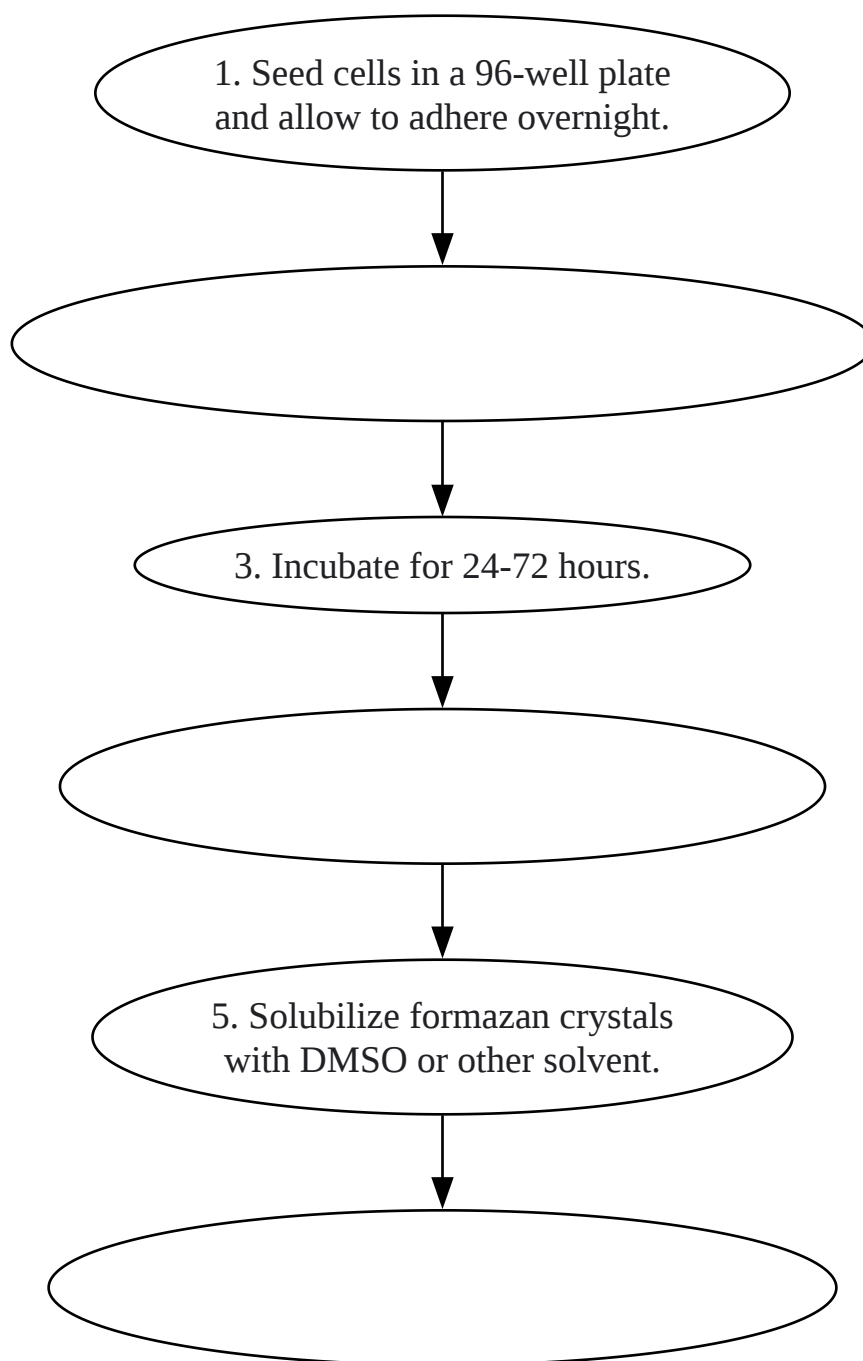 1. Seed cells in a 96-well plate
and allow to adhere overnight.
3. Incubate for 24-72 hours.
5. Solubilize formazan crystals
with DMSO or other solvent.